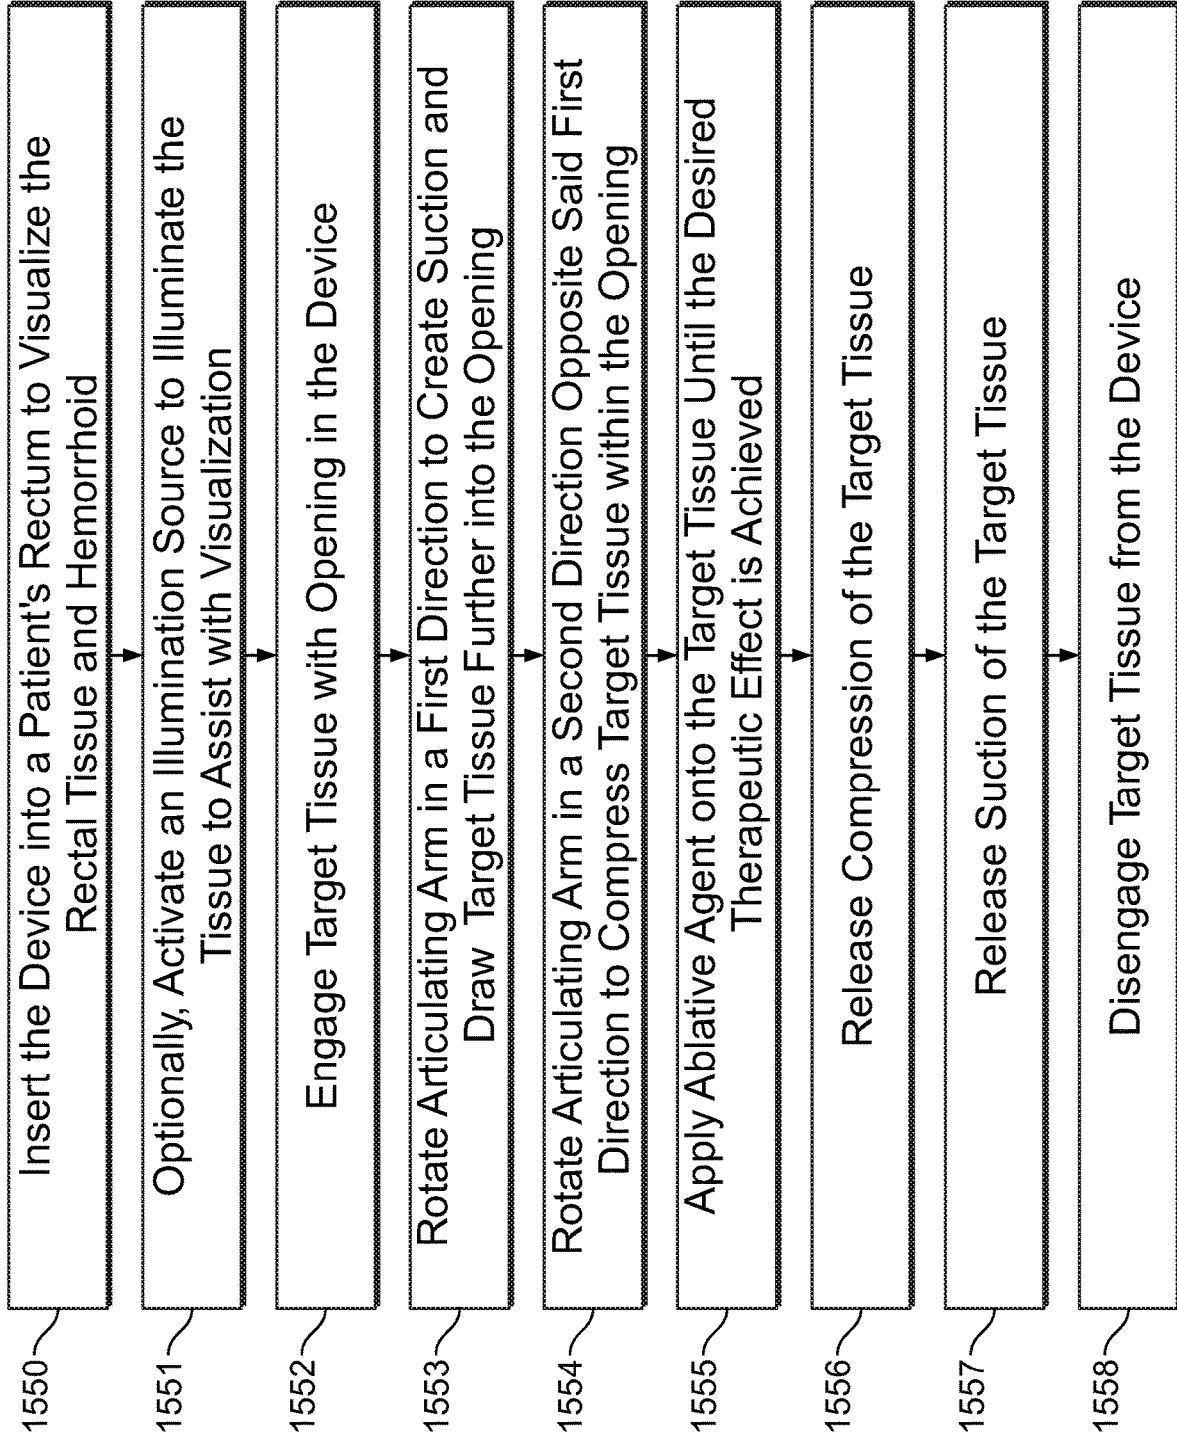 1550
Insert the Device into a Patient's Rectum to Visualize the
Rectal Tissue and Hemorrhoid
1551
Optionally, Activate an Illumination Source to Illuminate the
Tissue to Assist with Visualization
1552
Engage Target Tissue with Opening in the Device
1553
Rotate Articulating Arm in a First Direction to Create Suction and
Draw Target Tissue Further into the Opening
1554
Rotate Articulating Arm in a Second Direction Opposite Said First
Direction to Compress Target Tissue within the Opening
1555
Apply Ablative Agent onto the Target Tissue Until the Desired
Therapeutic Effect is Achieved
1556
Release Compression of the Target Tissue
1557
Release Suction of the Target Tissue
1558
Disengage Target Tissue from the Device